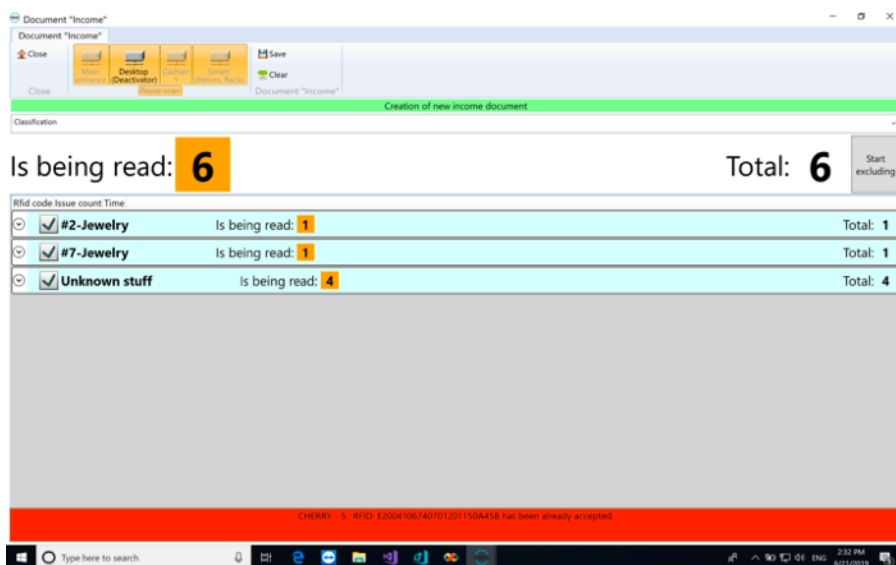 Document "Income"
Document "Income"
Close
Main entrance
Desktop (Deactivator)
Cashier 1
Smart shelves, Racks
Save
Clear
Close
Pause scan
Document "Income"
Creation of new income document
Classification
Is being read: 6
Total: 6
Start excluding
Rfid code Issue count Time
#2-Jewelry Is being read: 1 Total: 1
#7-Jewelry Is being read: 1 Total: 1
Unknown stuff Is being read: 4 Total: 4
CHERRY - 5 RFID: E2004106740701201150A45B has been already accepted.
Type here to search
ENG
2:32 PM
6/21/2019